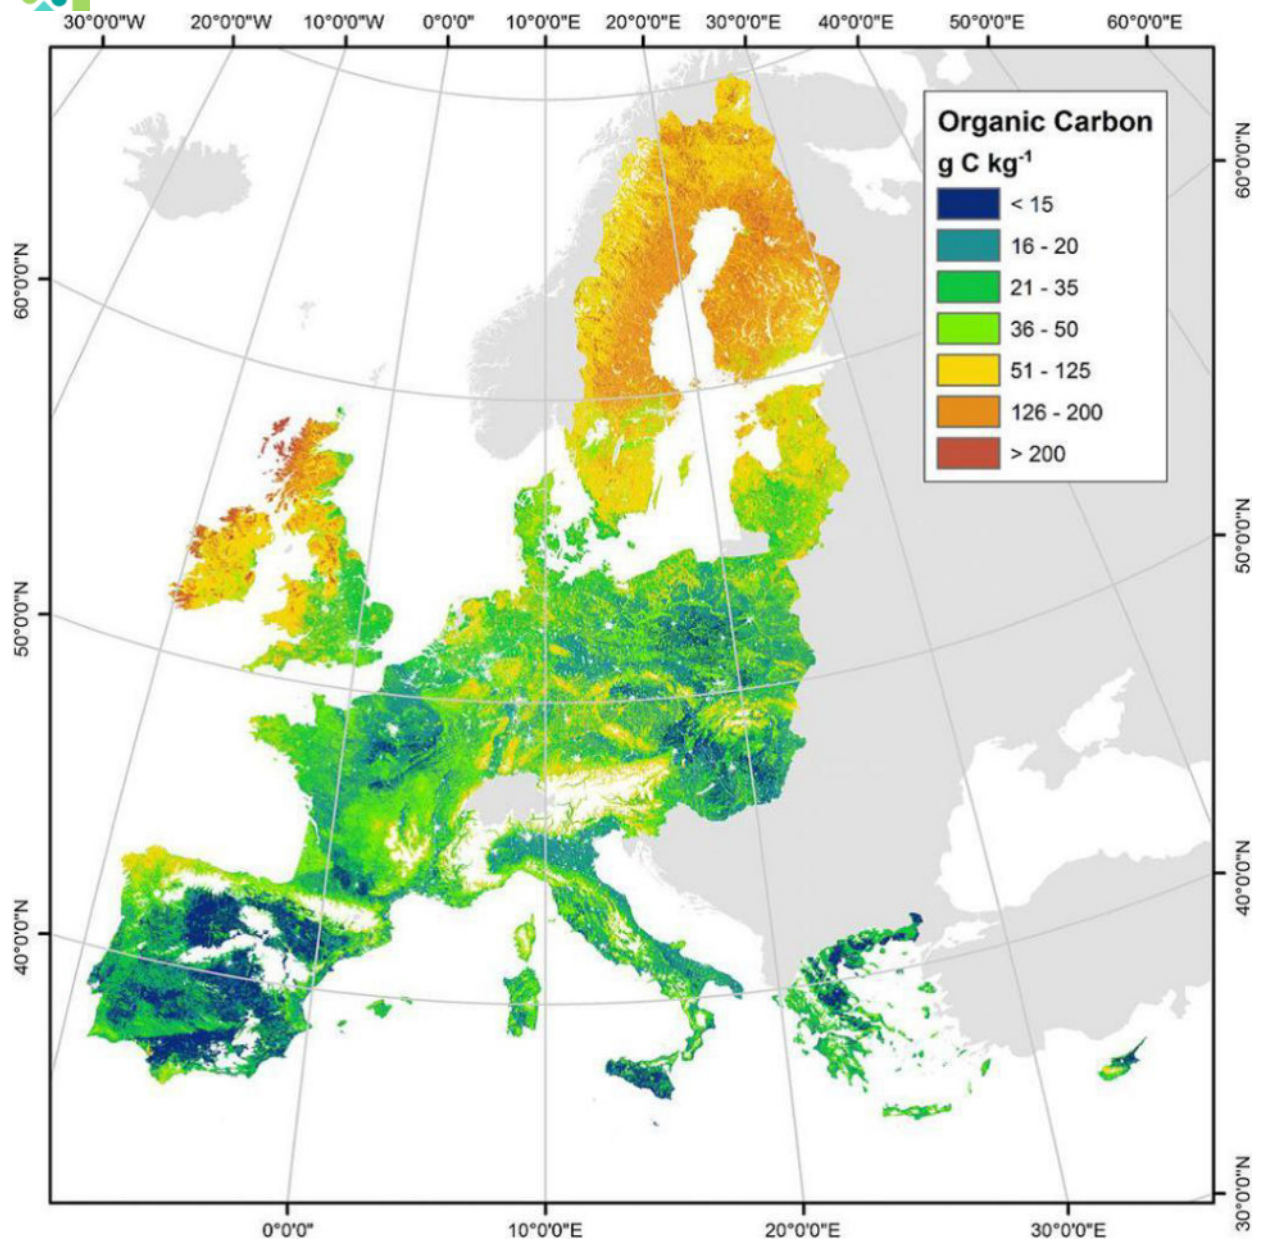 30°0'0"W 20°0'0"W 10°0'0"W 0°0'0" 10°0'0"E 20°0'0"E 30°0'0"E 40°0'0"E 50°0'0"E 60°0'0"E
Organic Carbon
g C kg⁻¹
< 15
16 - 20
21 - 35
36 - 50
51 - 125
126 - 200
> 200
60°0'0"N
50°0'0"N
40°0'0"N
60°0'0"N
50°0'0"N
40°0'0"N
30°0'0"N
0°0'0" 10°0'0"E 20°0'0"E 30°0'0"E